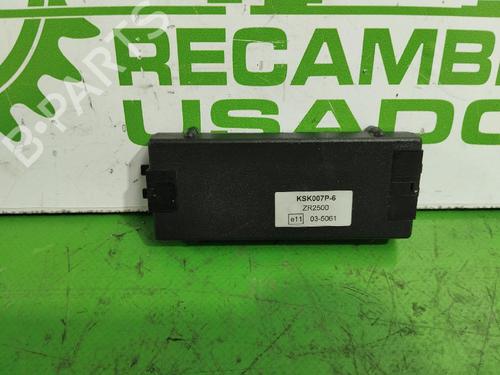 RECAMBI
USADO
B-PARTS
KSK007P-6
ZR2500
e11 03-5061